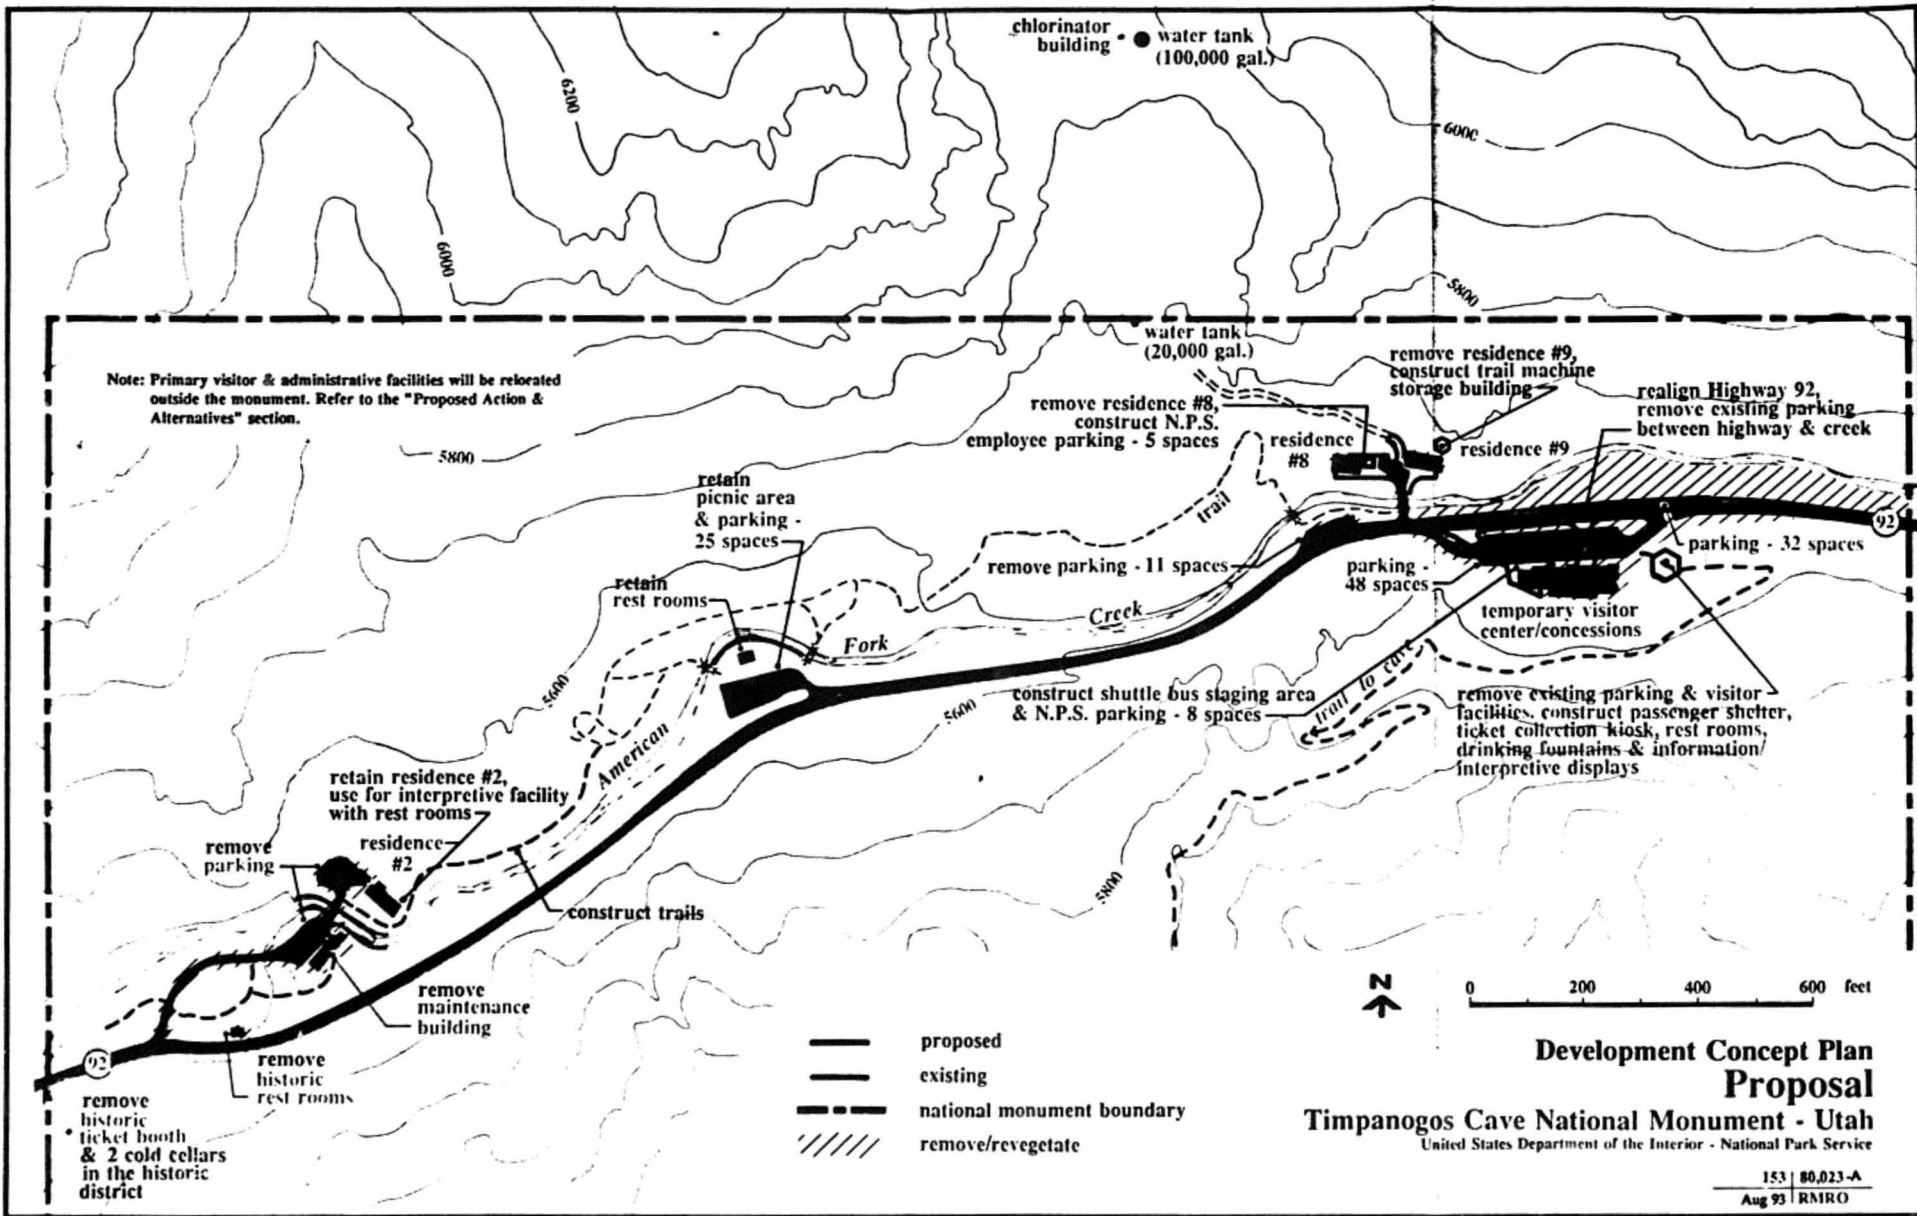 chlorinator
building
water tank
(100,000 gal.)
6200
6000
6000
5800
water tank
(20,000 gal.)
Note: Primary visitor & administrative facilities will be relocated
outside the monument. Refer to the "Proposed Action &
Alternatives" section.
remove residence #9,
construct trail machine
storage building
realign Highway 92,
remove existing parking
between highway & creek
remove residence #8,
construct N.P.S.
employee parking - 5 spaces
residence
#8
residence #9
5800
retain
picnic area
& parking -
25 spaces
trail
92
parking - 32 spaces
remove parking - 11 spaces
parking -
48 spaces
retain
rest rooms
Creek
Fork
temporary visitor
center/concessions
trail to cave
5600
5600
construct shuttle bus staging area
& N.P.S. parking - 8 spaces
remove existing parking & visitor
facilities, construct passenger shelter,
ticket collection kiosk, rest rooms,
drinking fountains & information/
interpretive displays
American
retain residence #2,
use for interpretive facility
with rest rooms
residence
#2
remove
parking
5800
construct trails
remove
maintenance
building
N
0 200 400 600 feet
92
remove
historic
rest rooms
remove
historic
ticket booth
& 2 cold cellars
in the historic
district
proposed
existing
national monument boundary
remove/revegetate
Development Concept Plan
Proposal
Timpanogos Cave National Monument - Utah
United States Department of the Interior - National Park Service
153 | 80,023-A
Aug 93 | RMRO